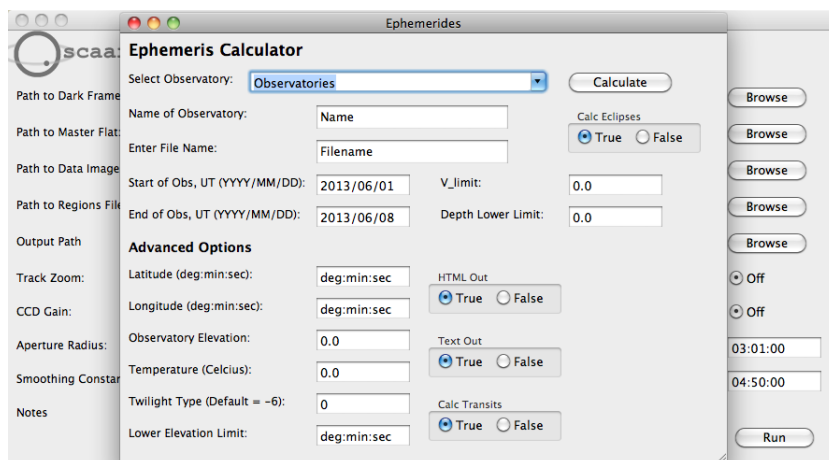 Ephemerides
scaa
Ephemeris Calculator
Select Observatory: Observatories Calculate
Name of Observatory: Name
Calc Eclipses
True False
Enter File Name: Filename
Start of Obs, UT (YYYY/MM/DD): 2013/06/01 V_limit: 0.0
End of Obs, UT (YYYY/MM/DD): 2013/06/08 Depth Lower Limit: 0.0
Advanced Options
Latitude (deg:min:sec): deg:min:sec
HTML Out
True False
Longitude (deg:min:sec): deg:min:sec
Observatory Elevation: 0.0
Text Out
True False
Temperature (Celcius): 0.0
Twilight Type (Default = -6): 0
Calc Transits
True False
Lower Elevation Limit: deg:min:sec
Path to Dark Frame Browse
Path to Master Flat: Browse
Path to Data Image Browse
Path to Regions File Browse
Output Path Browse
Track Zoom: Off
CCD Gain: Off
Aperture Radius: 03:01:00
Smoothing Constan 04:50:00
Notes
Run